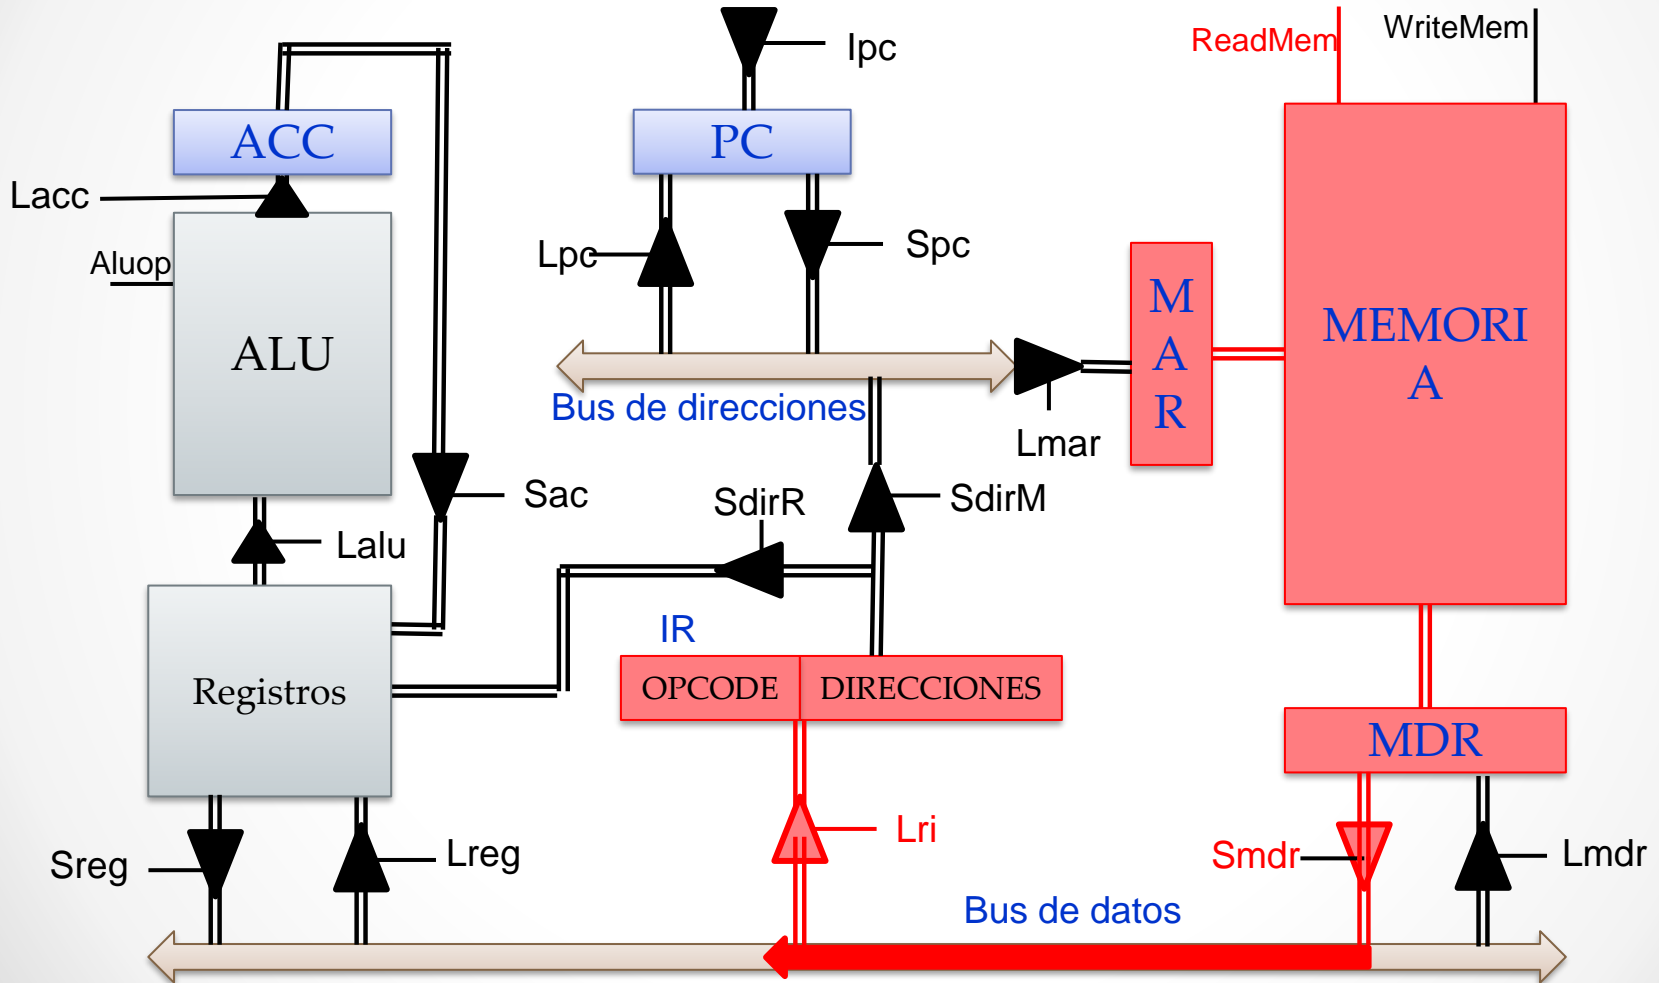 ReadMem
WriteMem
Ipc
ACC
PC
Lacc
Aluop
Lpc
Spc
ALU
M
A
R
MEMORI
A
Bus de direcciones
Lmar
Sac
SdirR
SdirM
Lalu
IR
Registros
OPCODE
DIRECCIONES
MDR
Sreg
Lreg
Lri
Smdr
Lmdr
Bus de datos